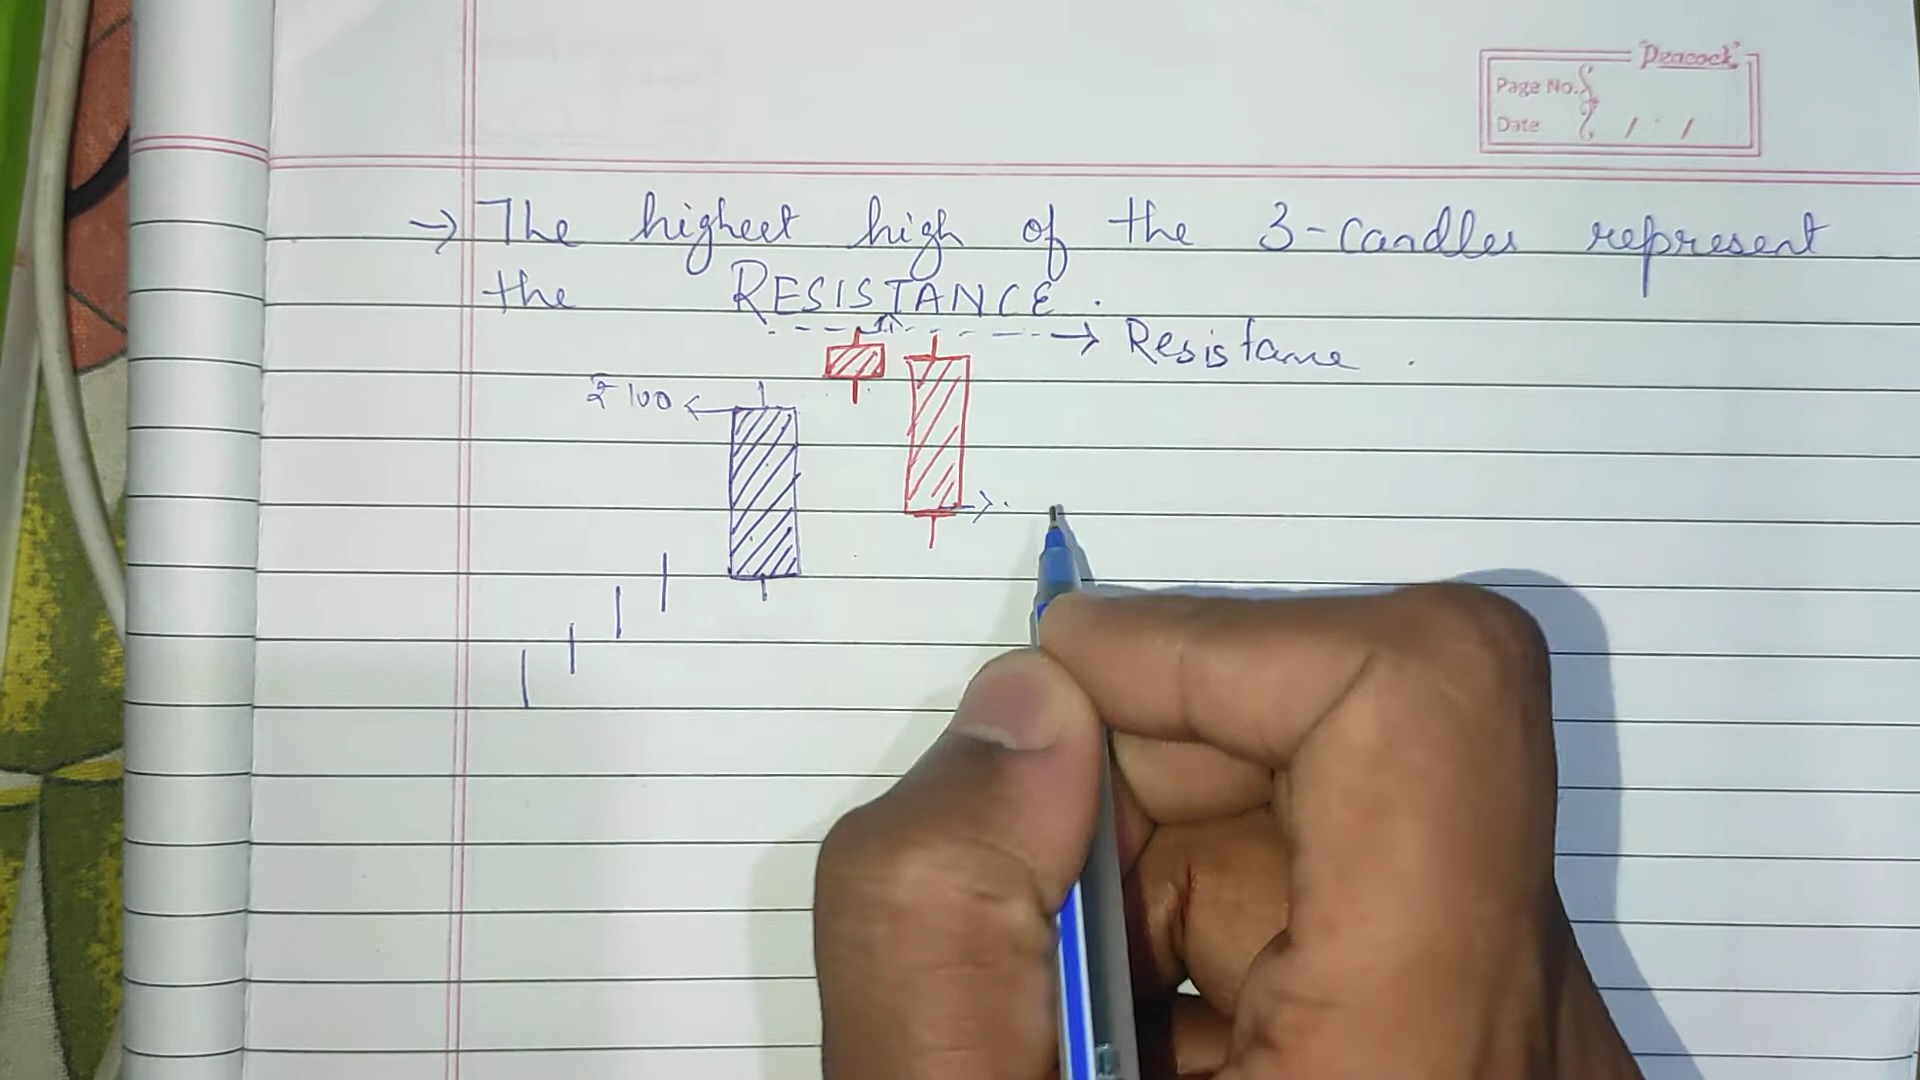 Peacock
Page No.
Date / /
→ The highest high of the 3-candles represent
the RESISTANCE.
→ Resistance.
₹ 100 ←